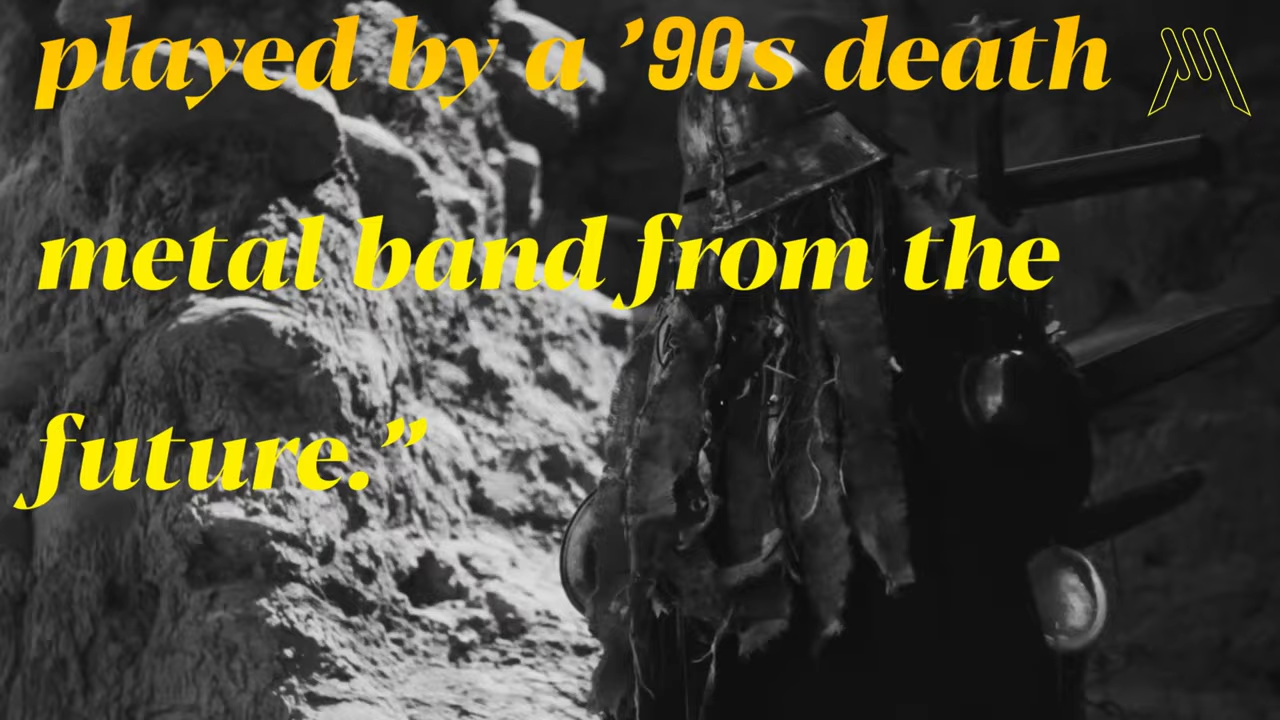 played by a ’90s death
metal band from the
future.”